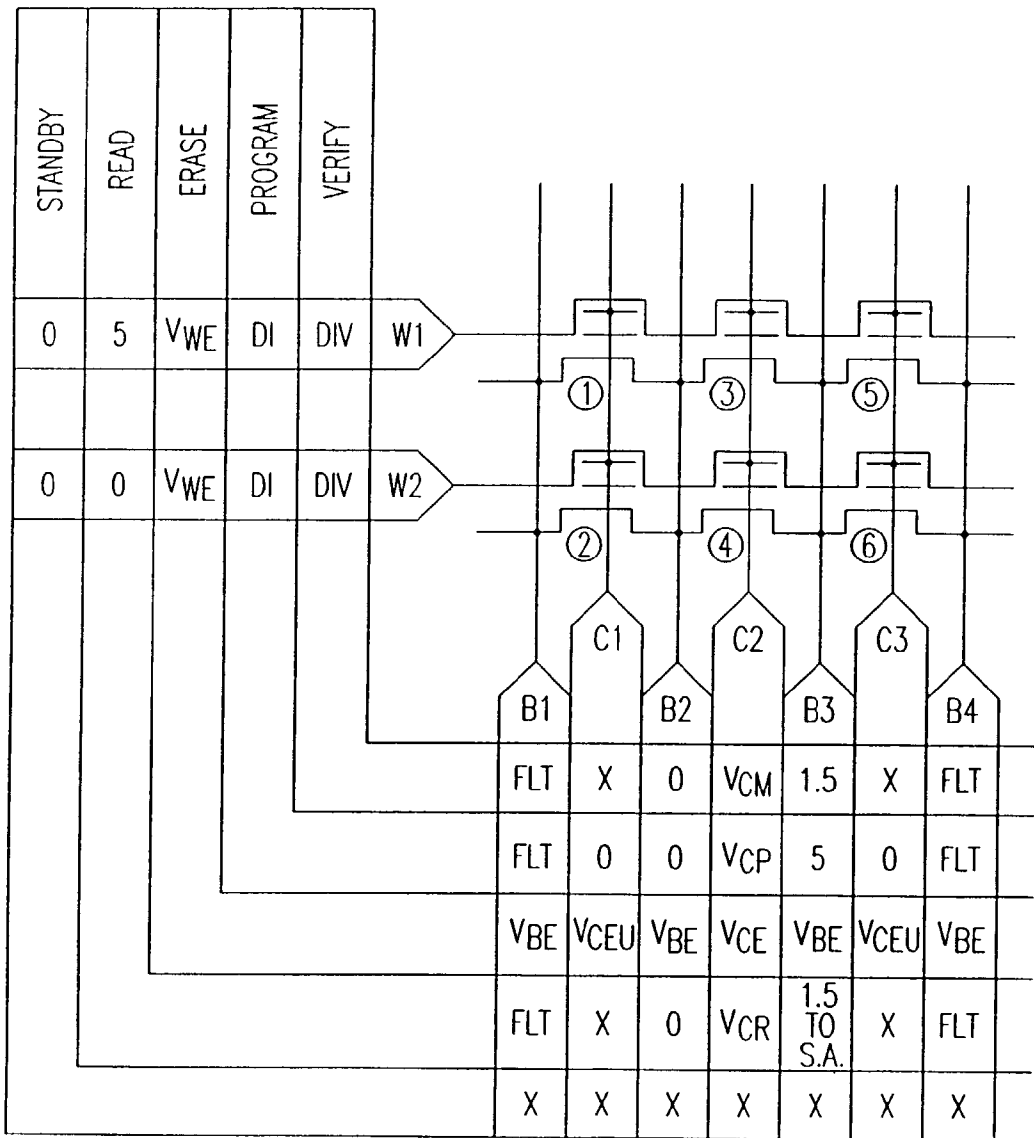 STANDBY READ ERASE PROGRAM VERIFY
0 5 VWE DI DIV W1
① ③ ⑤
0 0 VWE DI DIV W2
② ④ ⑥
C1 C2 C3
B1 B2 B3 B4
FLT X 0 VCM 1.5 X FLT
FLT 0 0 VCP 5 0 FLT
VBE VCEU VBE VCE VBE VCEU VBE
FLT X 0 VCR 1.5 TO S.A. X FLT
X X X X X X X